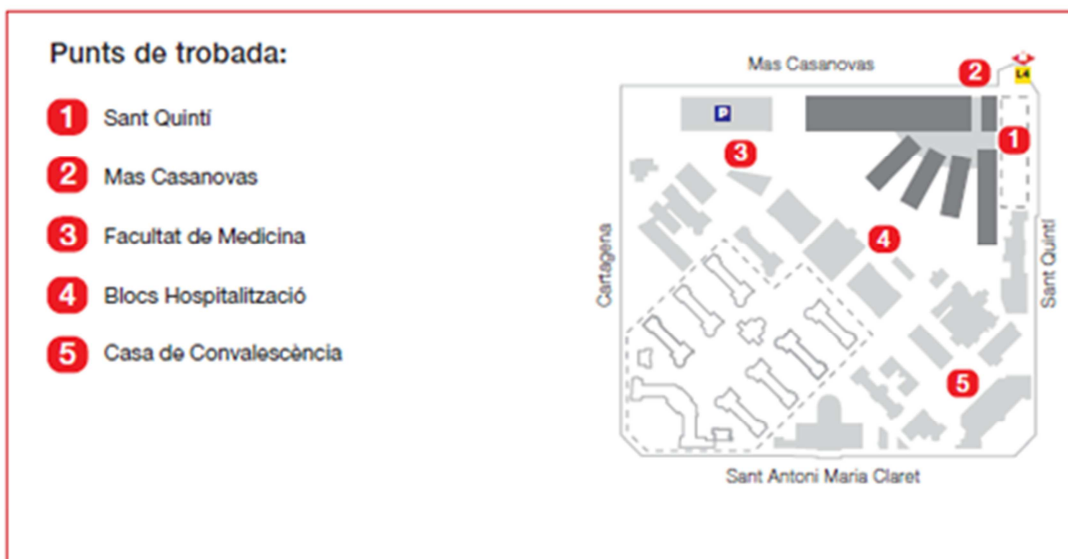 Punts de trobada:
1 Sant Quintí
2 Mas Casanovas
3 Facultat de Medicina
4 Blocs Hospitalització
5 Casa de Convalescència
Mas Casanovas
2
L4
P
1
3
4
Cartagena
Sant Quintí
5
Sant Antoni Maria Claret